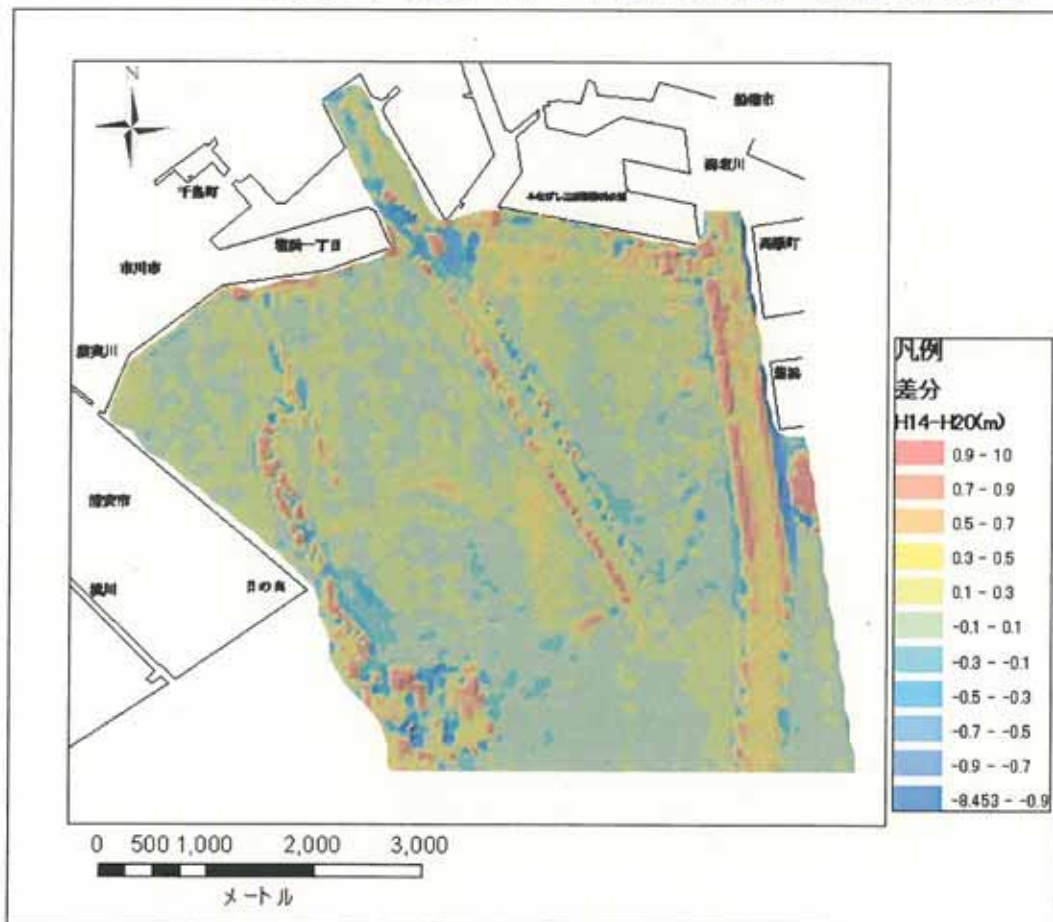 N
船橋市
海老川
千鳥町
高瀬町
塩浜一丁目
市川市
猫実川
浦安市
日の出
境川
凡例
差分
H14-H20(m)
0.9 - 10
0.7 - 0.9
0.5 - 0.7
0.3 - 0.5
0.1 - 0.3
-0.1 - 0.1
-0.3 - -0.1
-0.5 - -0.3
-0.7 - -0.5
-0.9 - -0.7
-8.453 - -0.9
0 500 1,000 2,000 3,000
メートル